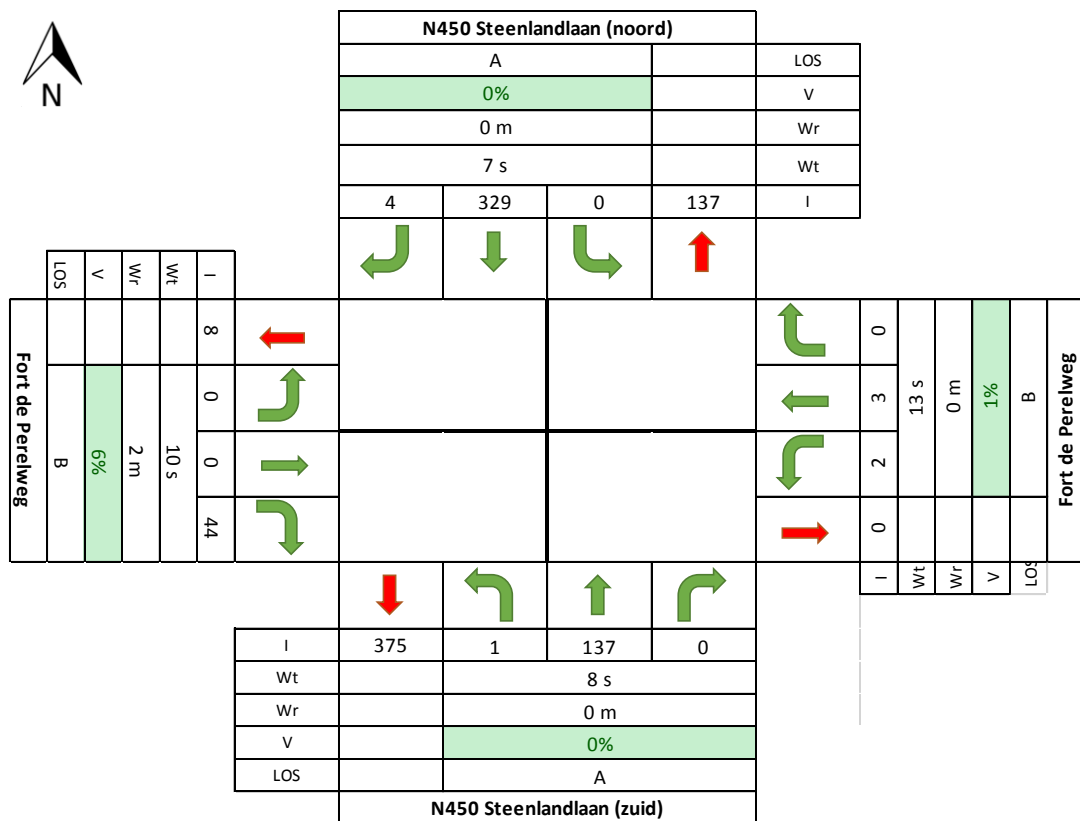 N
N450 Steenlandlaan (noord)
A LOS
0% V
0 m Wr
7 s Wt
4 329 0 137 I
LOS V Wr Wt I
Fort de Perelweg
8
0
0
44
B 6% 2 m 10 s
0
3
2
0
13 s 0 m 1% B
Fort de Perelweg
I Wt Wr V LOS
I 375 1 137 0
Wt 8 s
Wr 0 m
V 0%
LOS A
N450 Steenlandlaan (zuid)